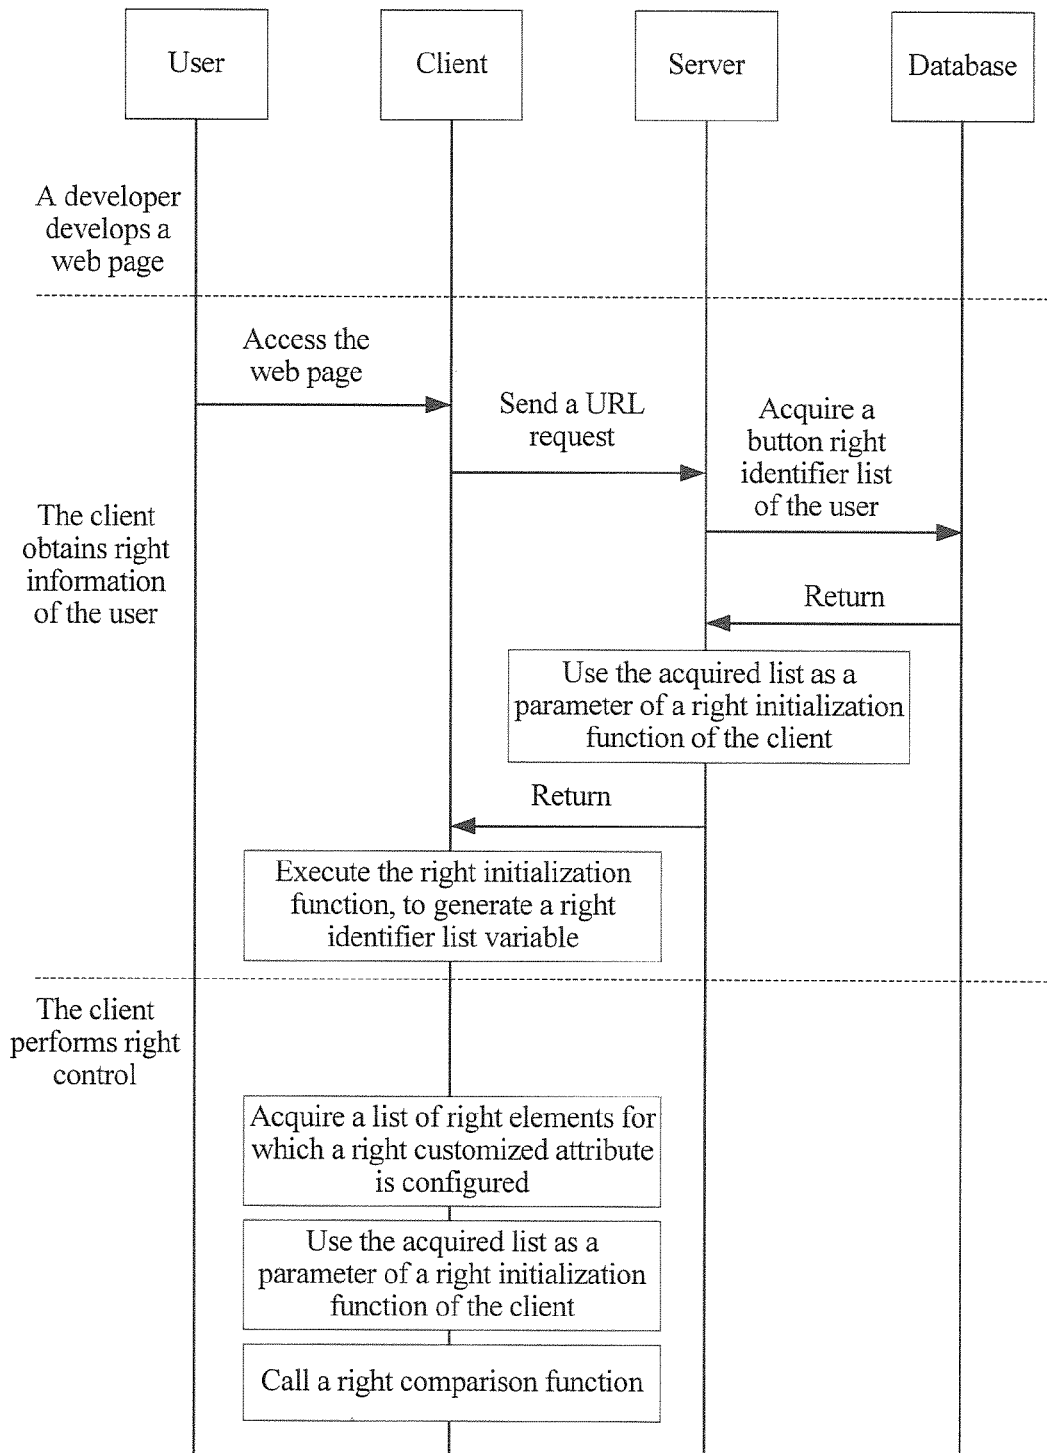 User
Client
Server
Database
A developer
develops a
web page
Access the
web page
Send a URL
request
Acquire a
button right
identifier list
of the user
The client
obtains right
information
of the user
Return
Use the acquired list as a
parameter of a right initialization
function of the client
Return
Execute the right initialization
function, to generate a right
identifier list variable
The client
performs right
control
Acquire a list of right elements for
which a right customized attribute
is configured
Use the acquired list as a
parameter of a right initialization
function of the client
Call a right comparison function